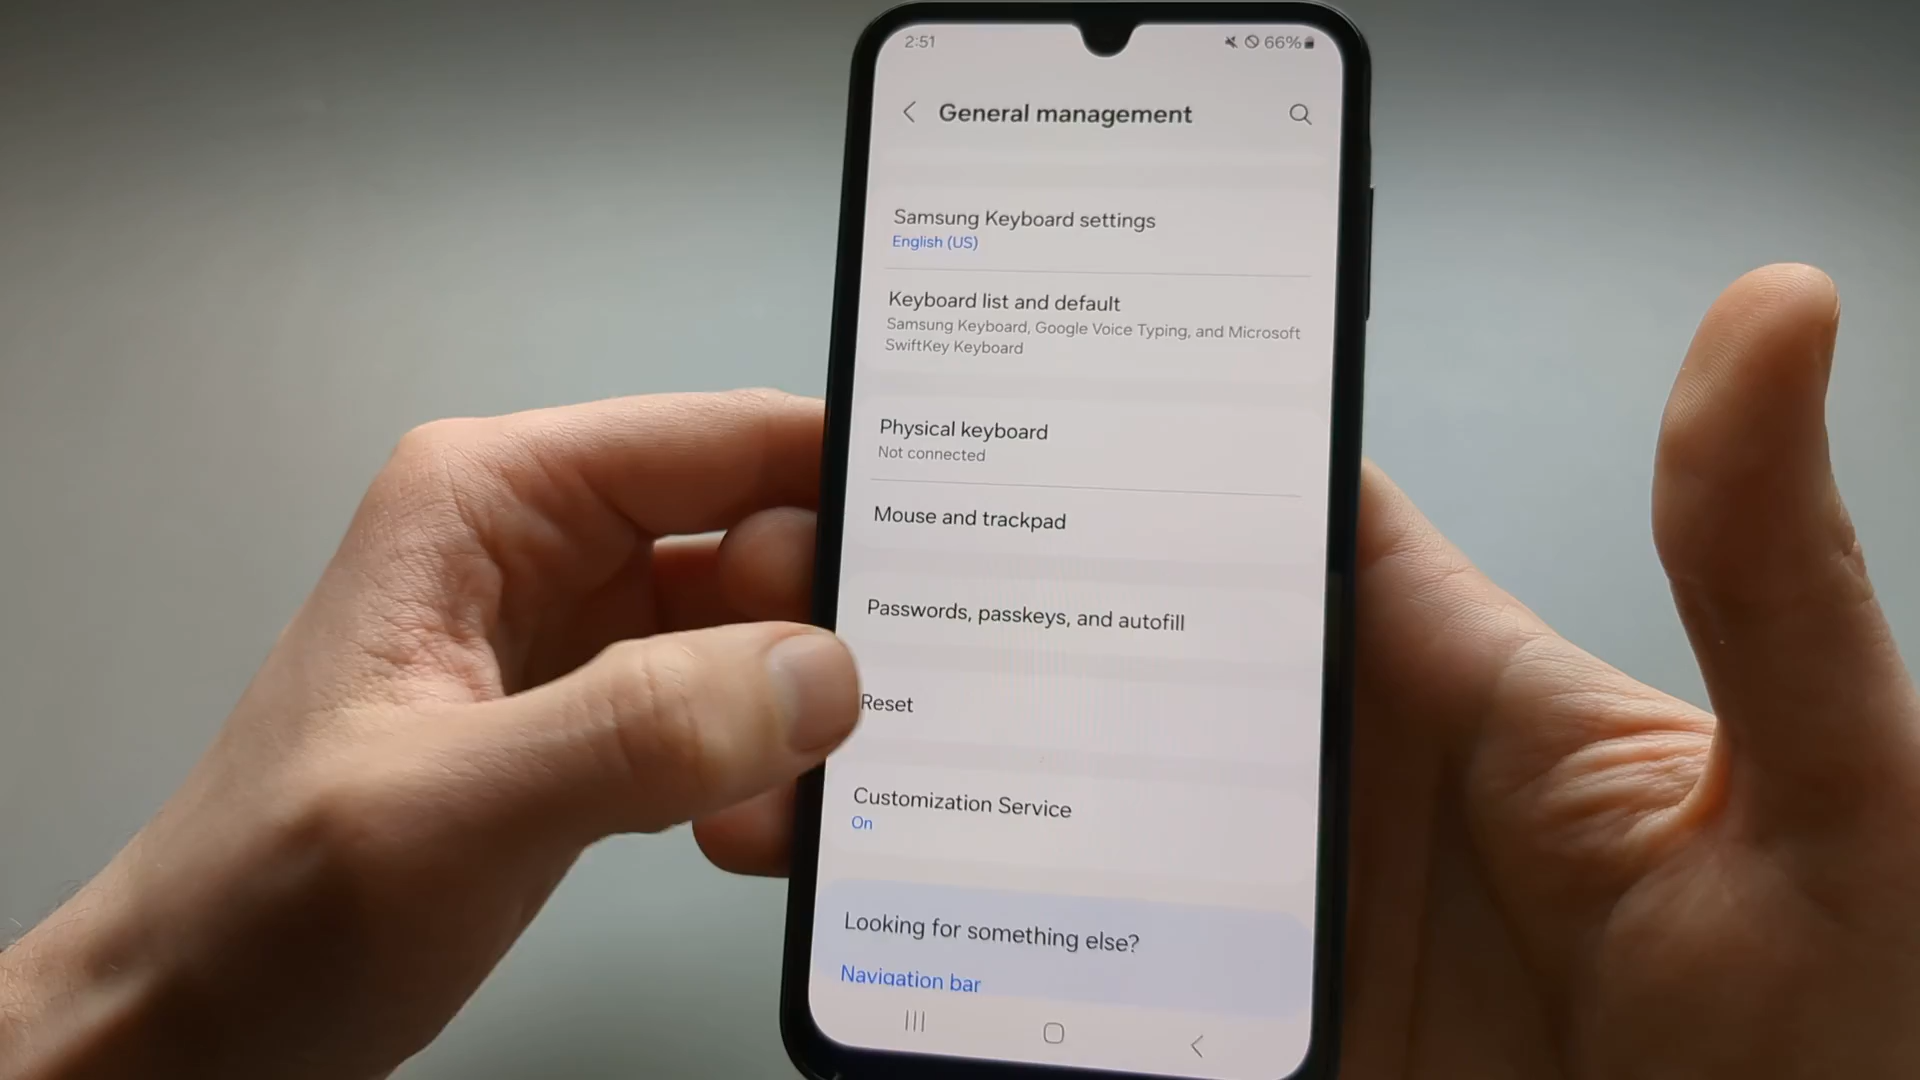 2:51
66%
General management
Samsung Keyboard settings
English (US)
Keyboard list and default
Samsung Keyboard, Google Voice Typing, and Microsoft
SwiftKey Keyboard
Physical keyboard
Not connected
Mouse and trackpad
Passwords, passkeys, and autofill
Reset
Customization Service
On
Looking for something else?
Navigation bar